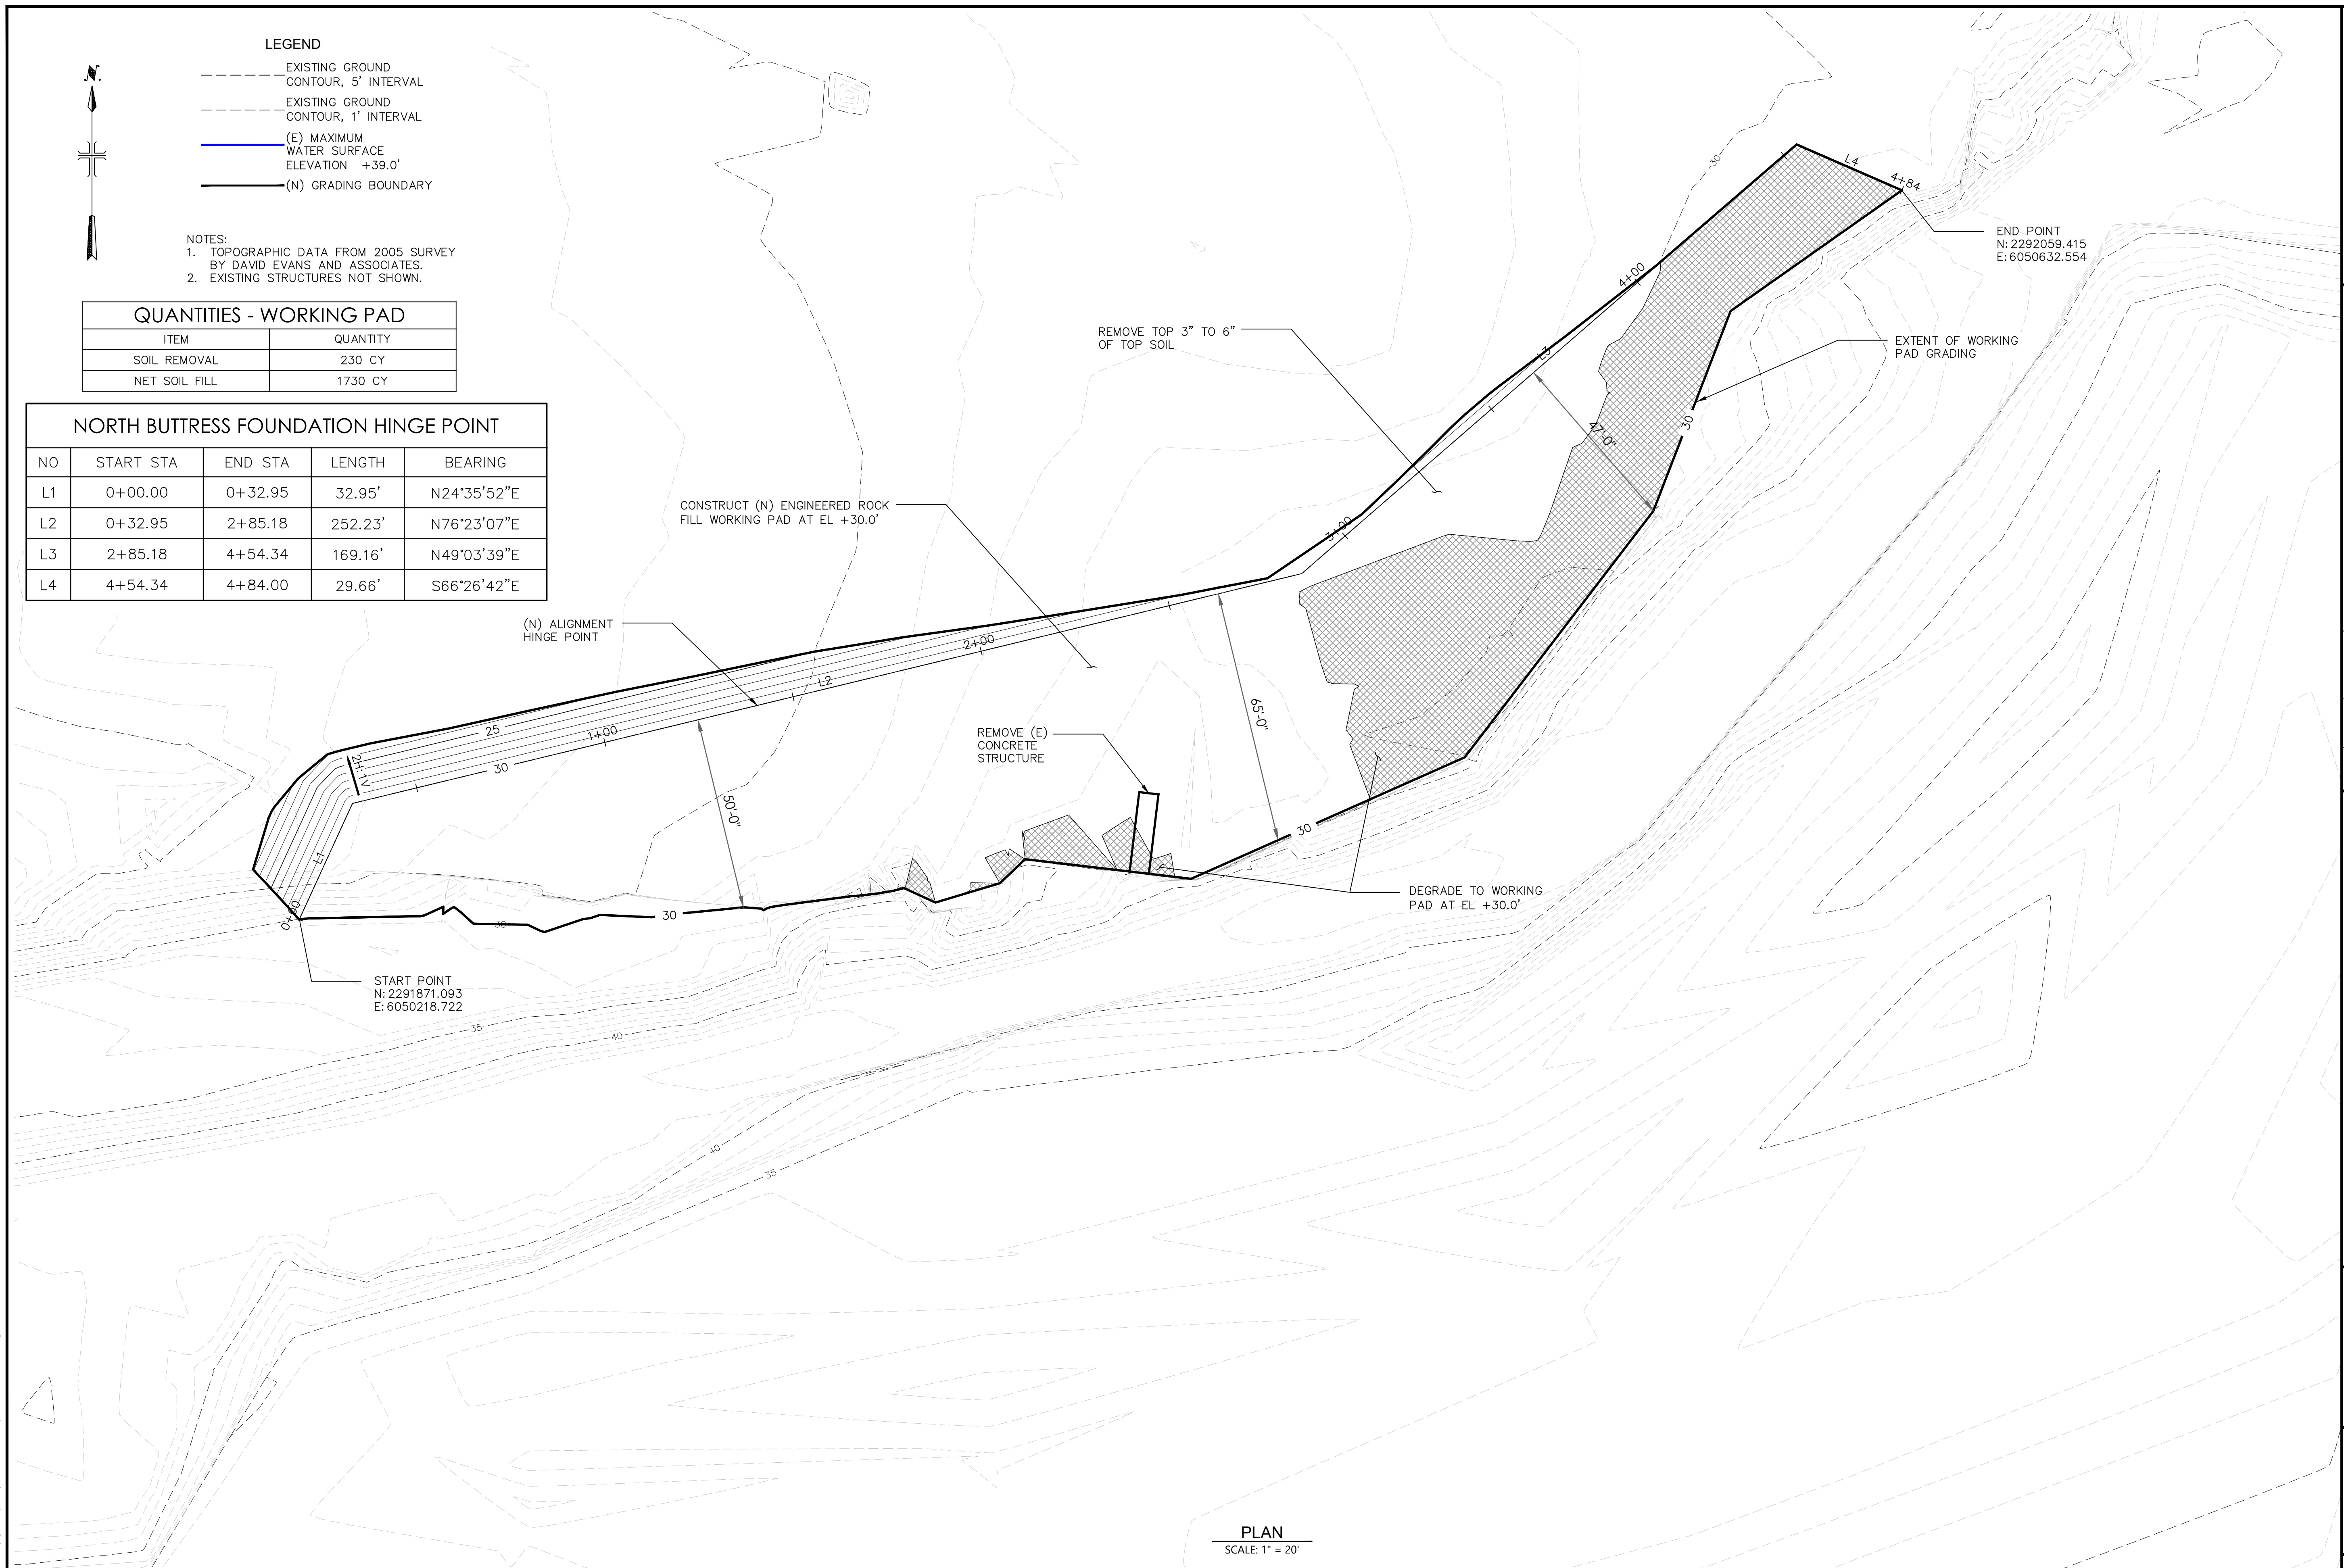 LEGEND
N.
EXISTING GROUND
CONTOUR, 5' INTERVAL
EXISTING GROUND
CONTOUR, 1' INTERVAL
(E) MAXIMUM
WATER SURFACE
ELEVATION +39.0'
(N) GRADING BOUNDARY
NOTES:
1. TOPOGRAPHIC DATA FROM 2005 SURVEY
BY DAVID EVANS AND ASSOCIATES.
2. EXISTING STRUCTURES NOT SHOWN.
QUANTITIES - WORKING PAD
ITEM QUANTITY
SOIL REMOVAL 230 CY
NET SOIL FILL 1730 CY
NORTH BUTTRESS FOUNDATION HINGE POINT
NO START STA END STA LENGTH BEARING
L1 0+00.00 0+32.95 32.95' N24°35'52"E
L2 0+32.95 2+85.18 252.23' N76°23'07"E
L3 2+85.18 4+54.34 169.16' N49°03'39"E
L4 4+54.34 4+84.00 29.66' S66°26'42"E
-30
L4
4+84
END POINT
N: 2292059.415
E: 6050632.554
4+00
REMOVE TOP 3" TO 6"
OF TOP SOIL
L3
EXTENT OF WORKING
PAD GRADING
30
47'-0"
CONSTRUCT (N) ENGINEERED ROCK
FILL WORKING PAD AT EL +30.0'
3+00
(N) ALIGNMENT
HINGE POINT
2+00
L2
65'-0"
25
1+00
30
2H:1V
REMOVE (E)
CONCRETE
STRUCTURE
50'-0"
30
L1
DEGRADE TO WORKING
PAD AT EL +30.0'
0+00
30
30
START POINT
N: 2291871.093
E: 6050218.722
35
40
40
35
PLAN
SCALE: 1" = 20'